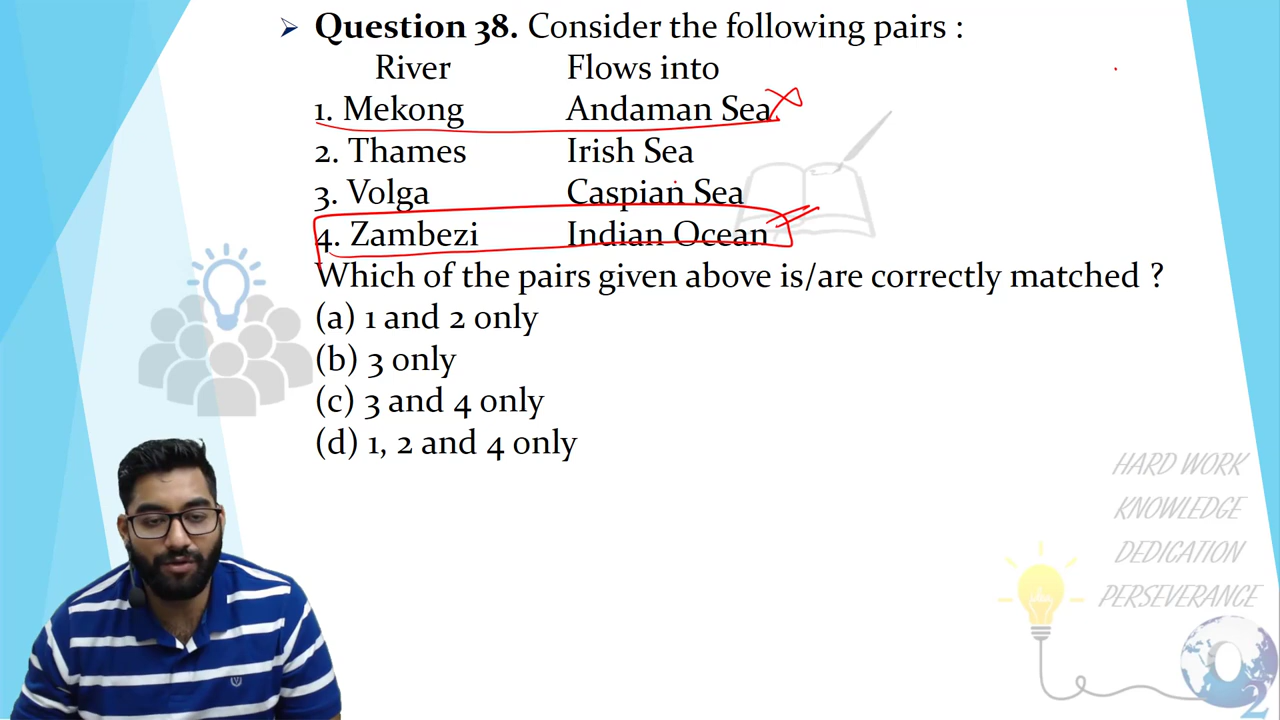 ➢ Question 38. Consider the following pairs :
River Flows into
1. Mekong Andaman Sea
2. Thames Irish Sea
3. Volga Caspian Sea
4. Zambezi Indian Ocean
Which of the pairs given above is/are correctly matched ?
(a) 1 and 2 only
(b) 3 only
(c) 3 and 4 only
(d) 1, 2 and 4 only
HARD WORK
KNOWLEDGE
DEDICATION
PERSEVERANCE
O2